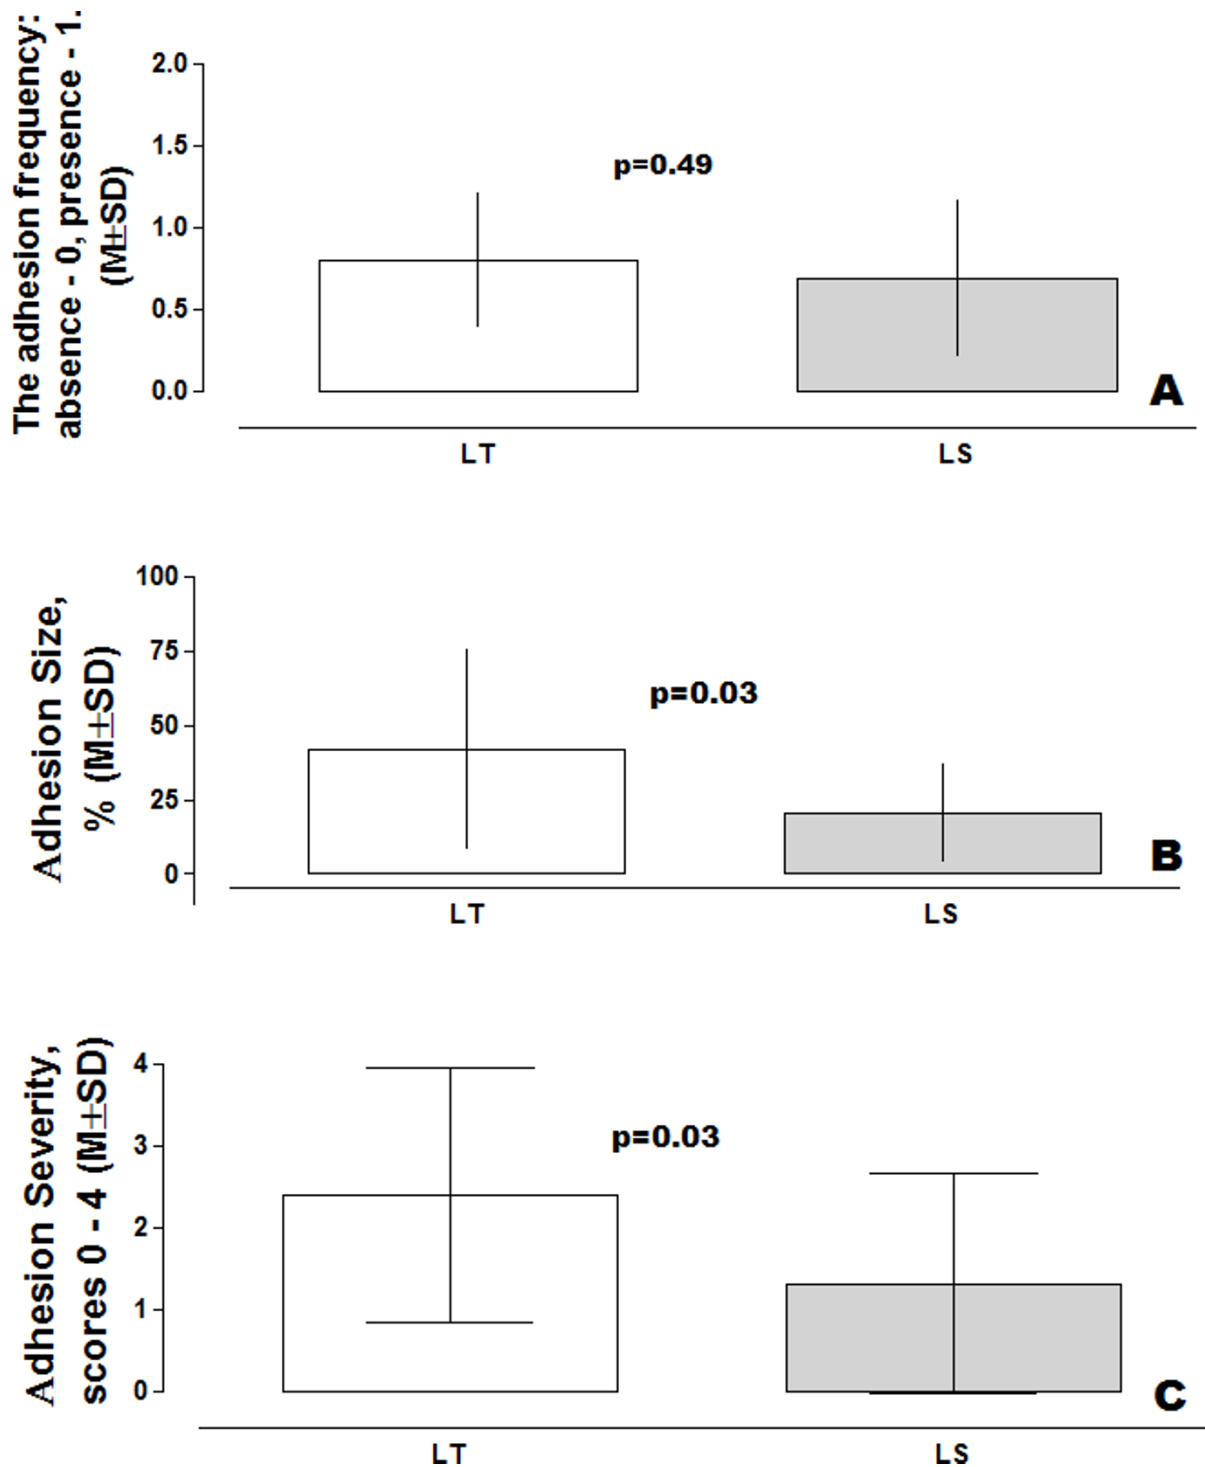 The adhesion frequency:
absence - 0, presence - 1.
(M±SD)
2.0
1.5
1.0
0.5
0.0
p=0.49
A
LT
LS
Adhesion Size,
% (M±SD)
100
75
50
25
0
p=0.03
B
LT
LS
Adhesion Severity,
scores 0 - 4 (M±SD)
4
3
2
1
0
p=0.03
C
LT
LS